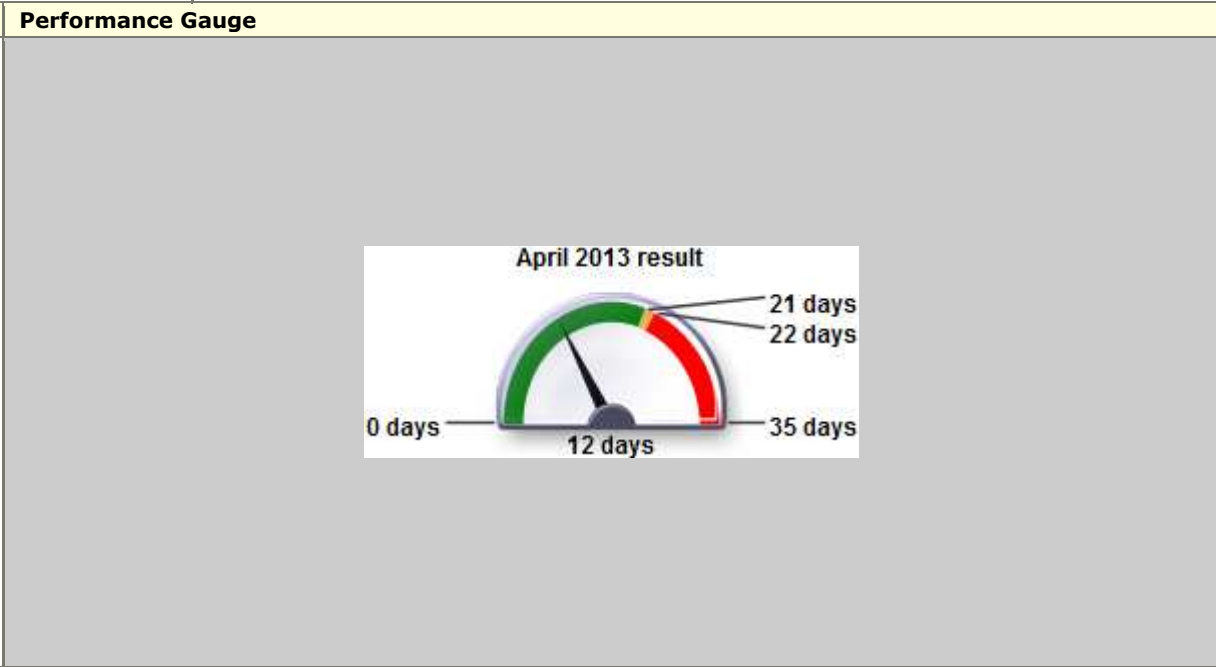 Performance Gauge
April 2013 result
21 days
22 days
0 days
35 days
12 days